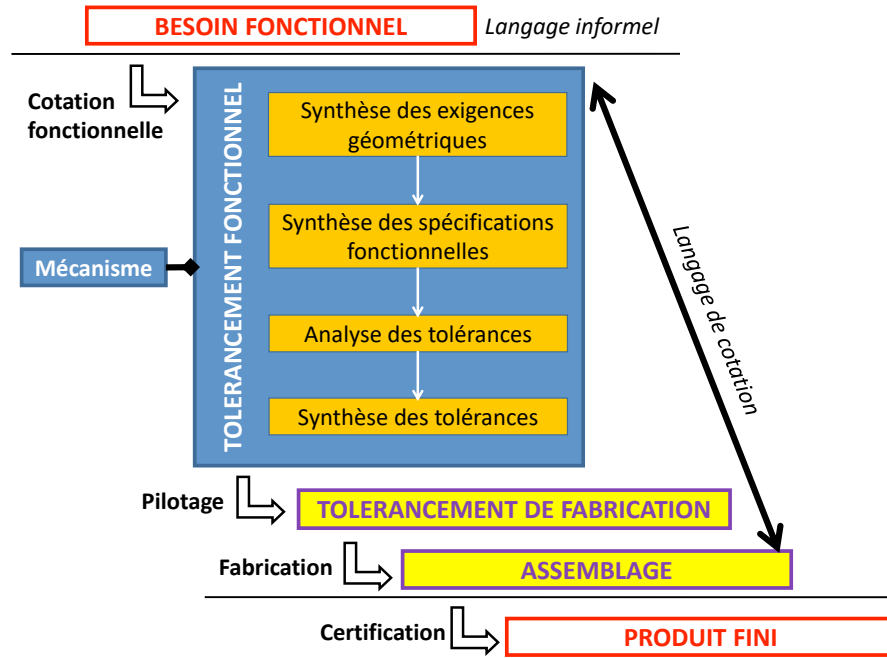 BESOIN FONCTIONNEL
Langage informel
Cotation
fonctionnelle
TOLERANCEMENT FONCTIONNEL
Synthèse des exigences
géométriques
Synthèse des spécifications
fonctionnelles
Mécanisme
Analyse des tolérances
Synthèse des tolérances
Langage de cotation
Pilotage
TOLERANCEMENT DE FABRICATION
Fabrication
ASSEMBLAGE
Certification
PRODUIT FINI